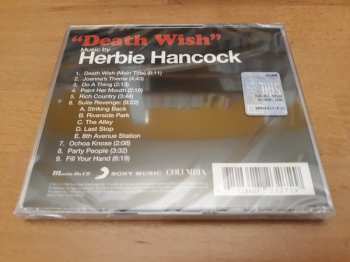 "Death Wish"
Music by
Herbie Hancock
1. Death Wish (Main Title) (6:11)
2. Joanna's Theme (4:43)
3. Do A Thing (2:13)
4. Paint Her Mouth (2:16)
5. Rich Country (3:44)
6. Suite Revenge: (9:02)
A. Striking Back
B. Riverside Park
C. The Alley
D. Last Stop
E. 8th Avenue Station
7. Ochoa Knose (2:08)
8. Party People (3:32)
9. Fill Your Hand (6:19)
SONY MUSIC
COLUMBIA